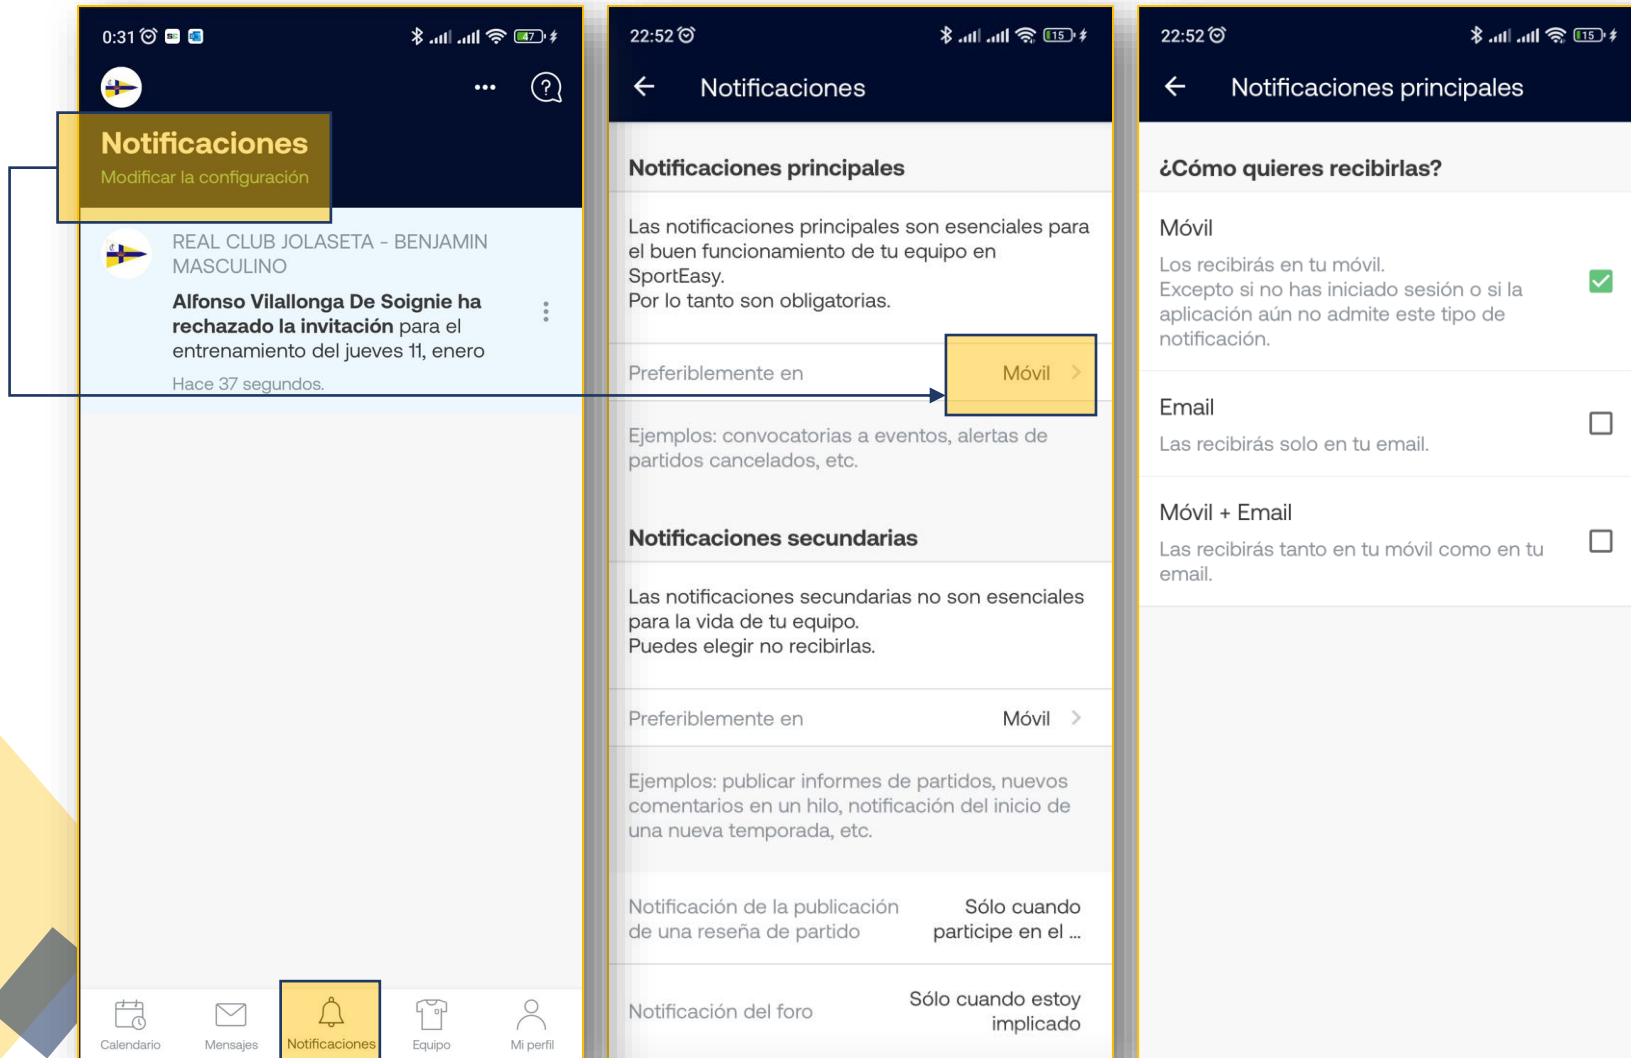 0:31
47
Notificaciones
Modificar la configuración
REAL CLUB JOLASETA - BENJAMIN
MASCULINO
Alfonso Vilallonga De Soignie ha
rechazado la invitación para el
entrenamiento del jueves 11, enero
Hace 37 segundos.
Calendario
Mensajes
Notificaciones
Equipo
Mi perfil
22:52
15
Notificaciones
Notificaciones principales
Las notificaciones principales son esenciales para
el buen funcionamiento de tu equipo en
SportEasy.
Por lo tanto son obligatorias.
Preferiblemente en
Móvil
Ejemplos: convocatorias a eventos, alertas de
partidos cancelados, etc.
Notificaciones secundarias
Las notificaciones secundarias no son esenciales
para la vida de tu equipo.
Puedes elegir no recibirlas.
Preferiblemente en
Móvil
Ejemplos: publicar informes de partidos, nuevos
comentarios en un hilo, notificación del inicio de
una nueva temporada, etc.
Notificación de la publicación
de una reseña de partido
Sólo cuando
participe en el ...
Notificación del foro
Sólo cuando estoy
implicado
22:52
15
Notificaciones principales
¿Cómo quieres recibirlas?
Móvil
Los recibirás en tu móvil.
Excepto si no has iniciado sesión o si la
aplicación aún no admite este tipo de
notificación.
Email
Las recibirás solo en tu email.
Móvil + Email
Las recibirás tanto en tu móvil como en tu
email.